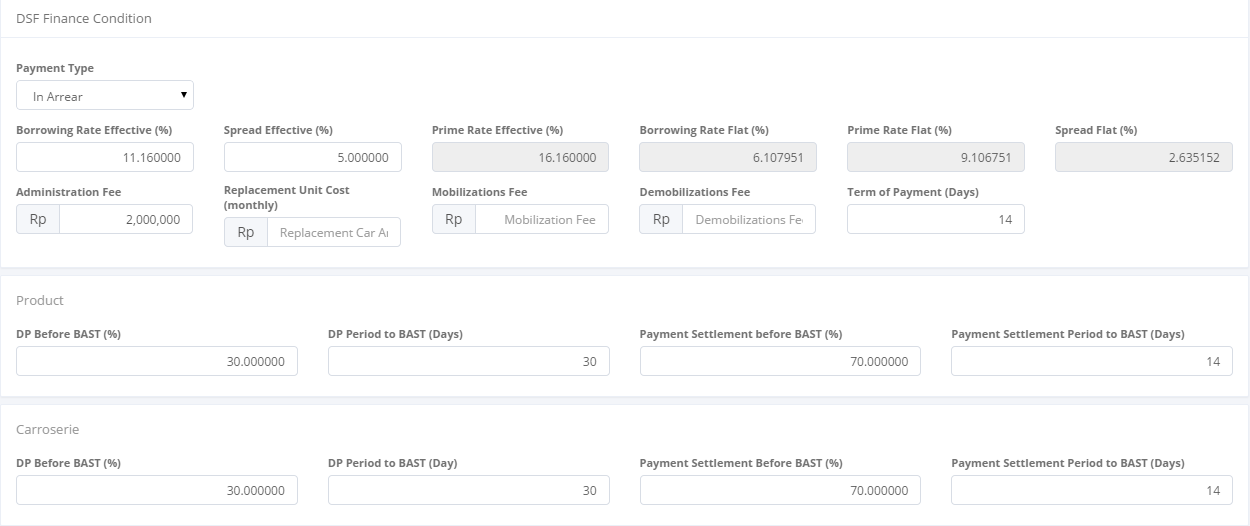 DSF Finance Condition
Payment Type
In Arrear
Borrowing Rate Effective (%) Spread Effective (%) Prime Rate Effective (%) Borrowing Rate Flat (%) Prime Rate Flat (%) Spread Flat (%)
11.160000 5.000000 16.160000 6.107951 9.106751 2.635152
Administration Fee Replacement Unit Cost (monthly) Mobilizations Fee Demobilizations Fee Term of Payment (Days)
Rp 2,000,000 Rp Replacement Car Ar Rp Mobilization Fee Rp Demobilizations Fe 14
Product
DP Before BAST (%) DP Period to BAST (Days) Payment Settlement before BAST (%) Payment Settlement Period to BAST (Days)
30.000000 30 70.000000 14
Carroserie
DP Before BAST (%) DP Period to BAST (Day) Payment Settlement Before BAST (%) Payment Settlement Period to BAST (Days)
30.000000 30 70.000000 14